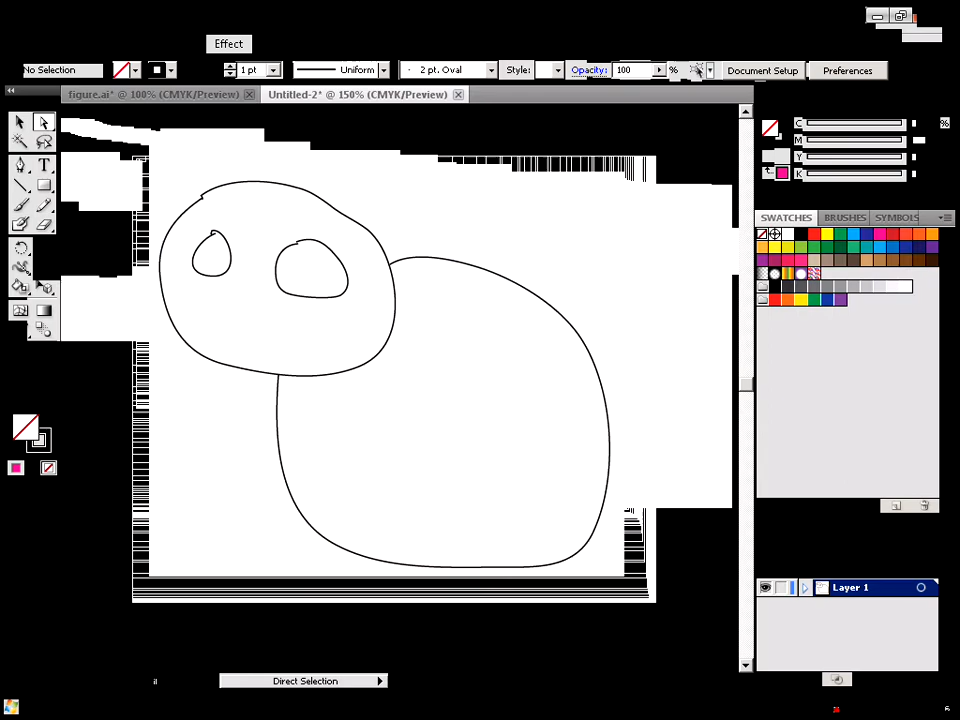 Effect
No Selection 1 pt Uniform 2 pt. Oval Style: Opacity: 100 % Document Setup Preferences
figure.ai* @ 100% (CMYK/Preview) Untitled-2* @ 150% (CMYK/Preview)
C %
M
Y
K
SWATCHES BRUSHES SYMBOLS
T
Layer 1
Direct Selection